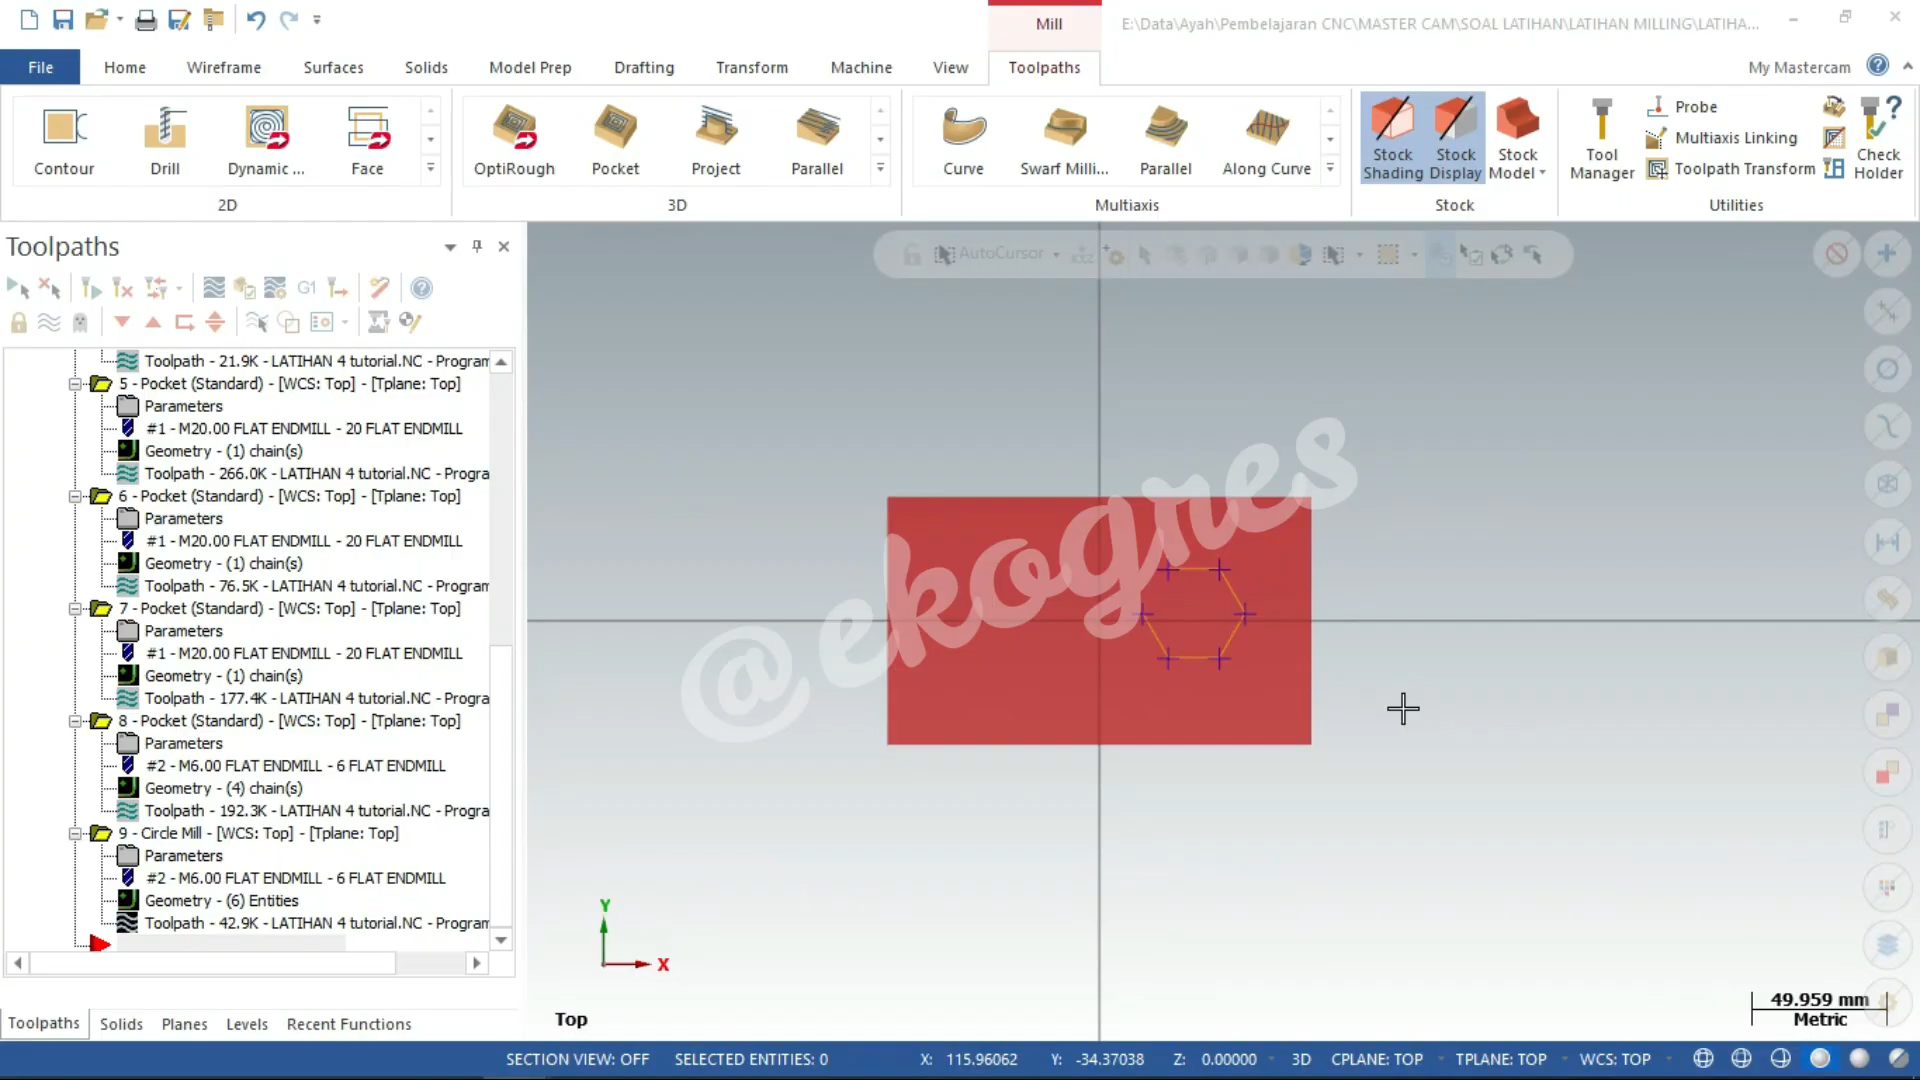 Mill
E:\Data\Ayah\Pembelajaran CNC\MASTER CAM\SOAL LATIHAN\LATIHAN MILLING\LATIHA...
File Home Wireframe Surfaces Solids Model Prep Drafting Transform Machine View Toolpaths My Mastercam
Contour Drill Dynamic ... Face
2D
OptiRough Pocket Project Parallel
3D
Curve Swarf Milli... Parallel Along Curve
Multiaxis
Stock Shading
Stock Display
Stock Model
Stock
Tool Manager
Probe
Multiaxis Linking
Toolpath Transform
Check Holder
Utilities
Toolpaths
G1
AutoCursor
XYZ
Toolpath - 21.9K - LATIHAN 4 tutorial.NC - Program
5 - Pocket (Standard) - [WCS: Top] - [Tplane: Top]
Parameters
#1 - M20.00 FLAT ENDMILL - 20 FLAT ENDMILL
Geometry - (1) chain(s)
Toolpath - 266.0K - LATIHAN 4 tutorial.NC - Progra
6 - Pocket (Standard) - [WCS: Top] - [Tplane: Top]
Parameters
#1 - M20.00 FLAT ENDMILL - 20 FLAT ENDMILL
Geometry - (1) chain(s)
Toolpath - 76.5K - LATIHAN 4 tutorial.NC - Program
7 - Pocket (Standard) - [WCS: Top] - [Tplane: Top]
Parameters
#1 - M20.00 FLAT ENDMILL - 20 FLAT ENDMILL
Geometry - (1) chain(s)
Toolpath - 177.4K - LATIHAN 4 tutorial.NC - Progra
8 - Pocket (Standard) - [WCS: Top] - [Tplane: Top]
Parameters
#2 - M6.00 FLAT ENDMILL - 6 FLAT ENDMILL
Geometry - (4) chain(s)
Toolpath - 192.3K - LATIHAN 4 tutorial.NC - Progra
9 - Circle Mill - [WCS: Top] - [Tplane: Top]
Parameters
#2 - M6.00 FLAT ENDMILL - 6 FLAT ENDMILL
Geometry - (6) Entities
Toolpath - 42.9K - LATIHAN 4 tutorial.NC - Program
@ekogres
Y
X
Top
49.959 mm
Metric
Toolpaths Solids Planes Levels Recent Functions
SECTION VIEW: OFF SELECTED ENTITIES: 0 X: 115.96062 Y: -34.37038 Z: 0.00000 3D CPLANE: TOP TPLANE: TOP WCS: TOP